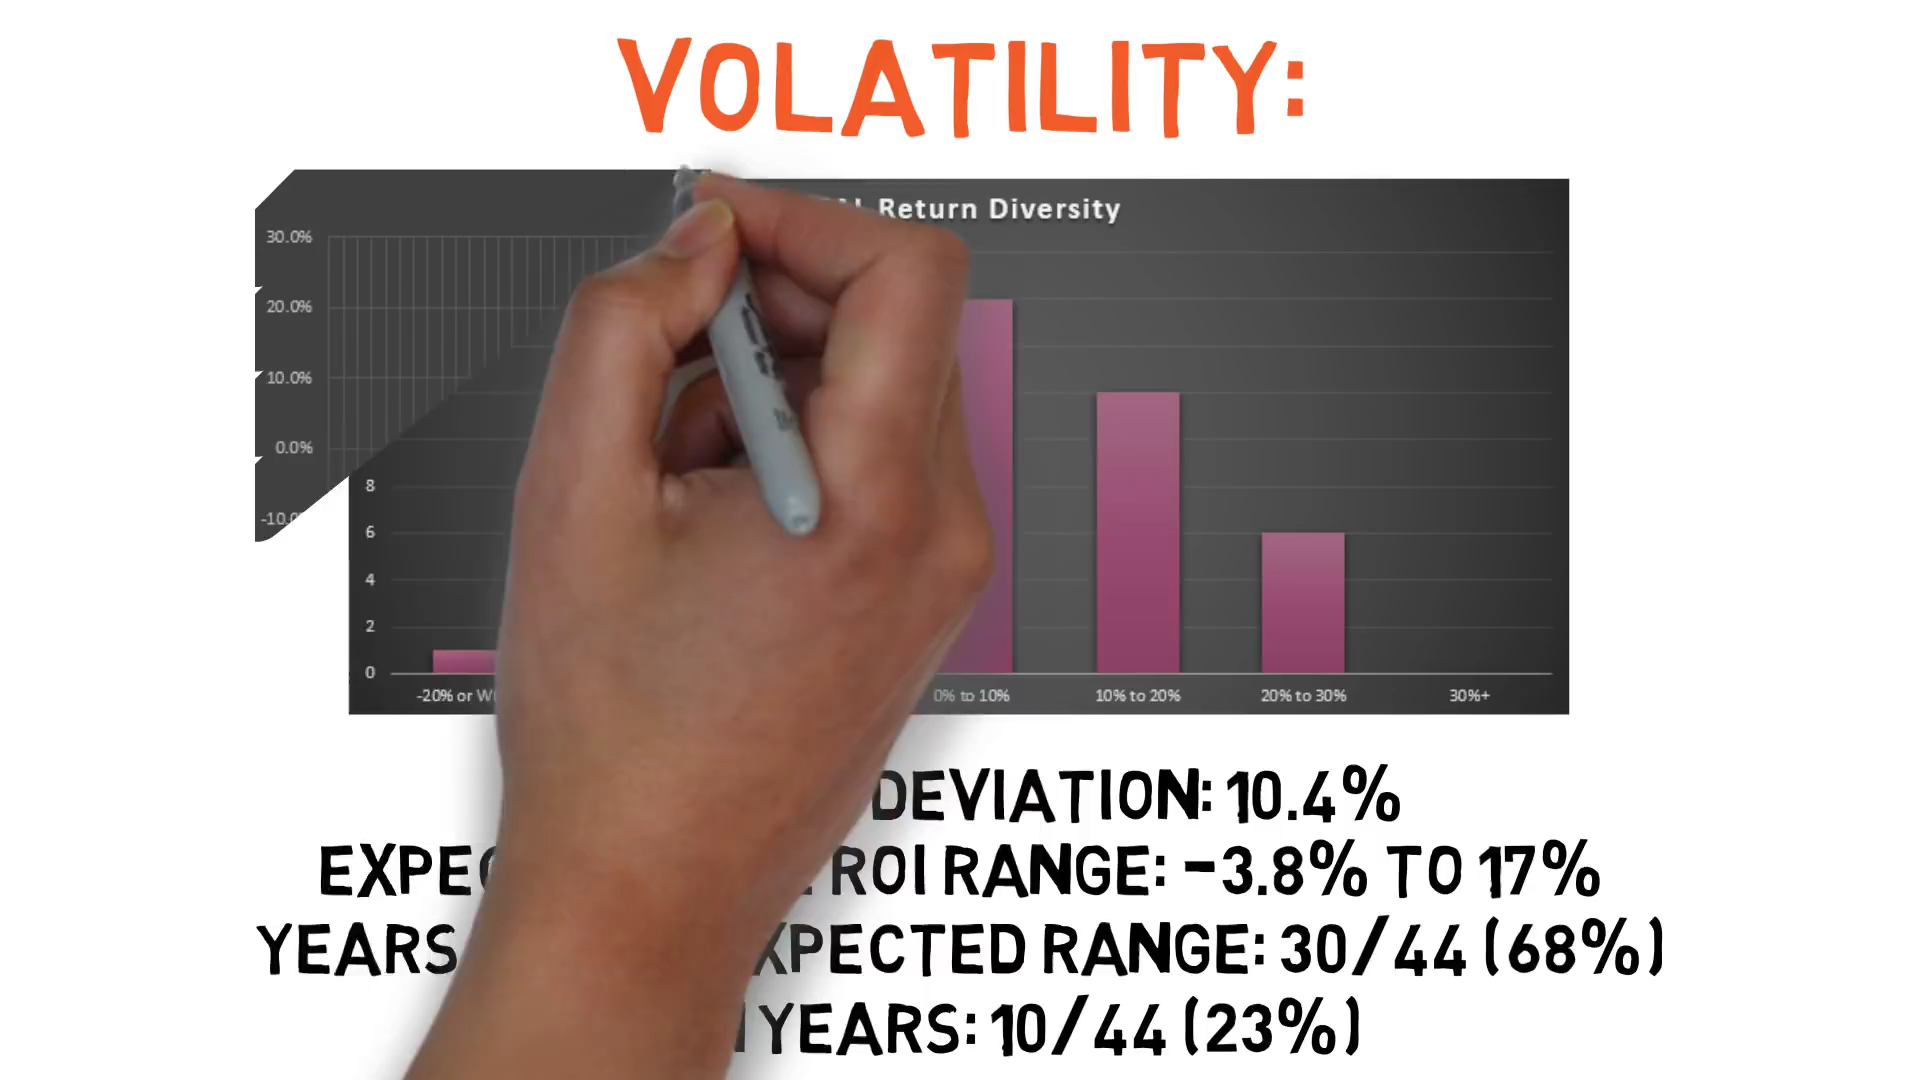 VOLATILITY:
Return Diversity
30.0%
20.0%
10.0%
0.0%
8
6
4
2
0
-20% or
0% to 10%
10% to 20%
20% to 30%
30%+
DEVIATION: 10.4%
ROI RANGE: -3.8% TO 17%
YEARS EXPECTED RANGE: 30/44 (68%)
YEARS: 10/44 (23%)